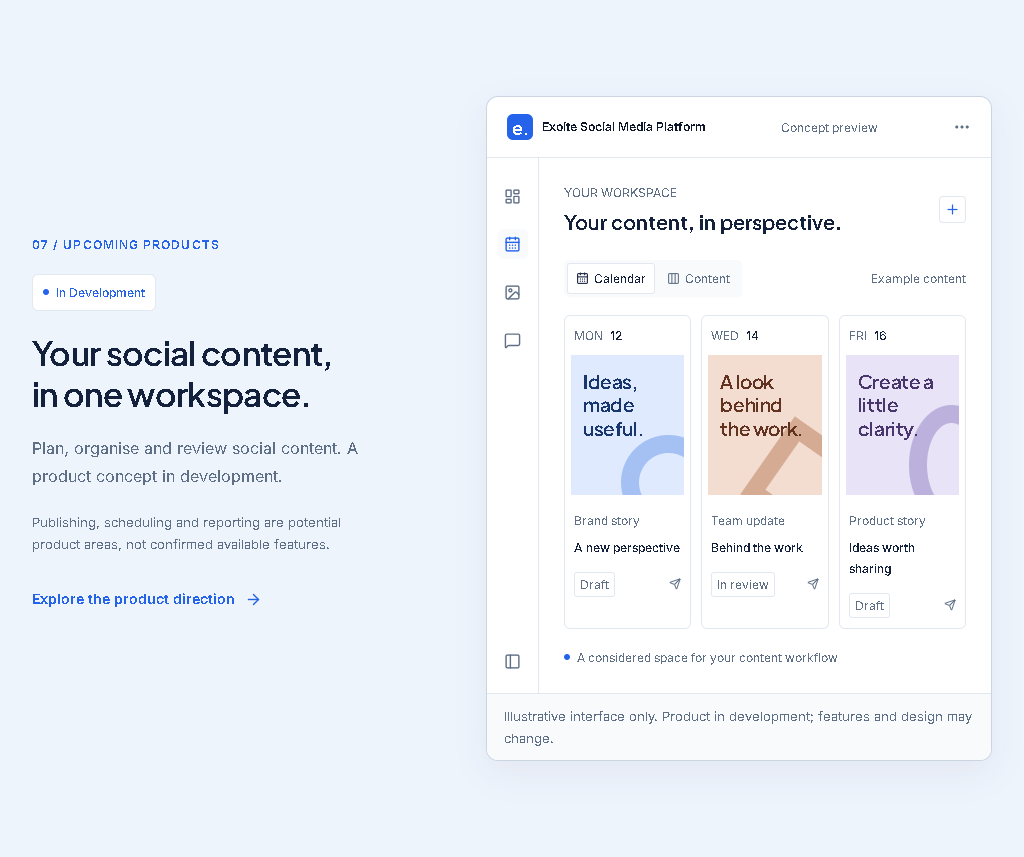 07 / UPCOMING PRODUCTS
In Development
Your social content,
in one workspace.
Plan, organise and review social content. A
product concept in development.
Publishing, scheduling and reporting are potential
product areas, not confirmed available features.
Explore the product direction
e. Exoite Social Media Platform
Concept preview
YOUR WORKSPACE
Your content, in perspective.
Calendar
Content
Example content
MON 12
Ideas,
made
useful.
Brand story
A new perspective
Draft
WED 14
A look
behind
the work.
Team update
Behind the work
In review
FRI 16
Create a
little
clarity.
Product story
Ideas worth
sharing
Draft
A considered space for your content workflow
Illustrative interface only. Product in development; features and design may
change.